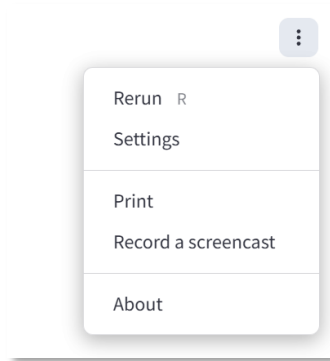 Rerun R
Settings
Print
Record a screencast
About